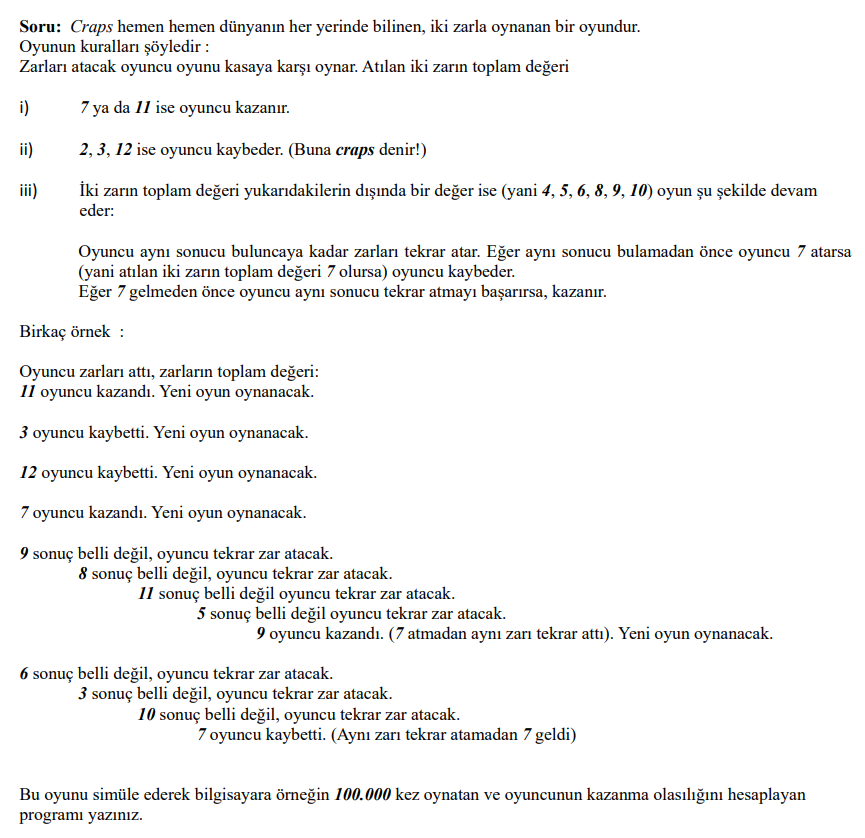 Soru: Craps hemen hemen dünyanın her yerinde bilinen, iki zarla oynanan bir oyundur.
Oyunun kuralları şöyledir :
Zarları atacak oyuncu oyunu kasaya karşı oynar. Atılan iki zarın toplam değeri
i) 7 ya da 11 ise oyuncu kazanır.
ii) 2, 3, 12 ise oyuncu kaybeder. (Buna craps denir!)
iii) İki zarın toplam değeri yukarıdakilerin dışında bir değer ise (yani 4, 5, 6, 8, 9, 10) oyun şu şekilde devam
eder:
Oyuncu aynı sonucu buluncaya kadar zarları tekrar atar. Eğer aynı sonucu bulamadan önce oyuncu 7 atarsa
(yani atılan iki zarın toplam değeri 7 olursa) oyuncu kaybeder.
Eğer 7 gelmeden önce oyuncu aynı sonucu tekrar atmayı başarırsa, kazanır.
Birkaç örnek :
Oyuncu zarları attı, zarların toplam değeri:
11 oyuncu kazandı. Yeni oyun oynanacak.
3 oyuncu kaybetti. Yeni oyun oynanacak.
12 oyuncu kaybetti. Yeni oyun oynanacak.
7 oyuncu kazandı. Yeni oyun oynanacak.
9 sonuç belli değil, oyuncu tekrar zar atacak.
8 sonuç belli değil, oyuncu tekrar zar atacak.
11 sonuç belli değil oyuncu tekrar zar atacak.
5 sonuç belli değil oyuncu tekrar zar atacak.
9 oyuncu kazandı. (7 atmadan aynı zarı tekrar attı). Yeni oyun oynanacak.
6 sonuç belli değil, oyuncu tekrar zar atacak.
3 sonuç belli değil, oyuncu tekrar zar atacak.
10 sonuç belli değil, oyuncu tekrar zar atacak.
7 oyuncu kaybetti. (Aynı zarı tekrar atamadan 7 geldi)
Bu oyunu simüle ederek bilgisayara örneğin 100.000 kez oynatan ve oyuncunun kazanma olasılığını hesaplayan
programı yazınız.